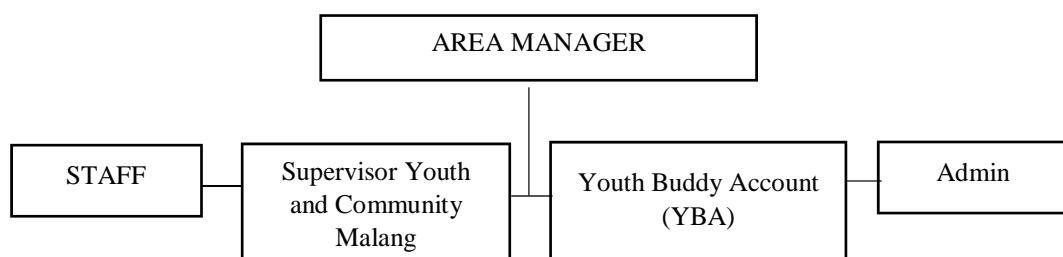 AREA MANAGER
STAFF
Supervisor Youth
and Community
Malang
Youth Buddy Account
(YBA)
Admin